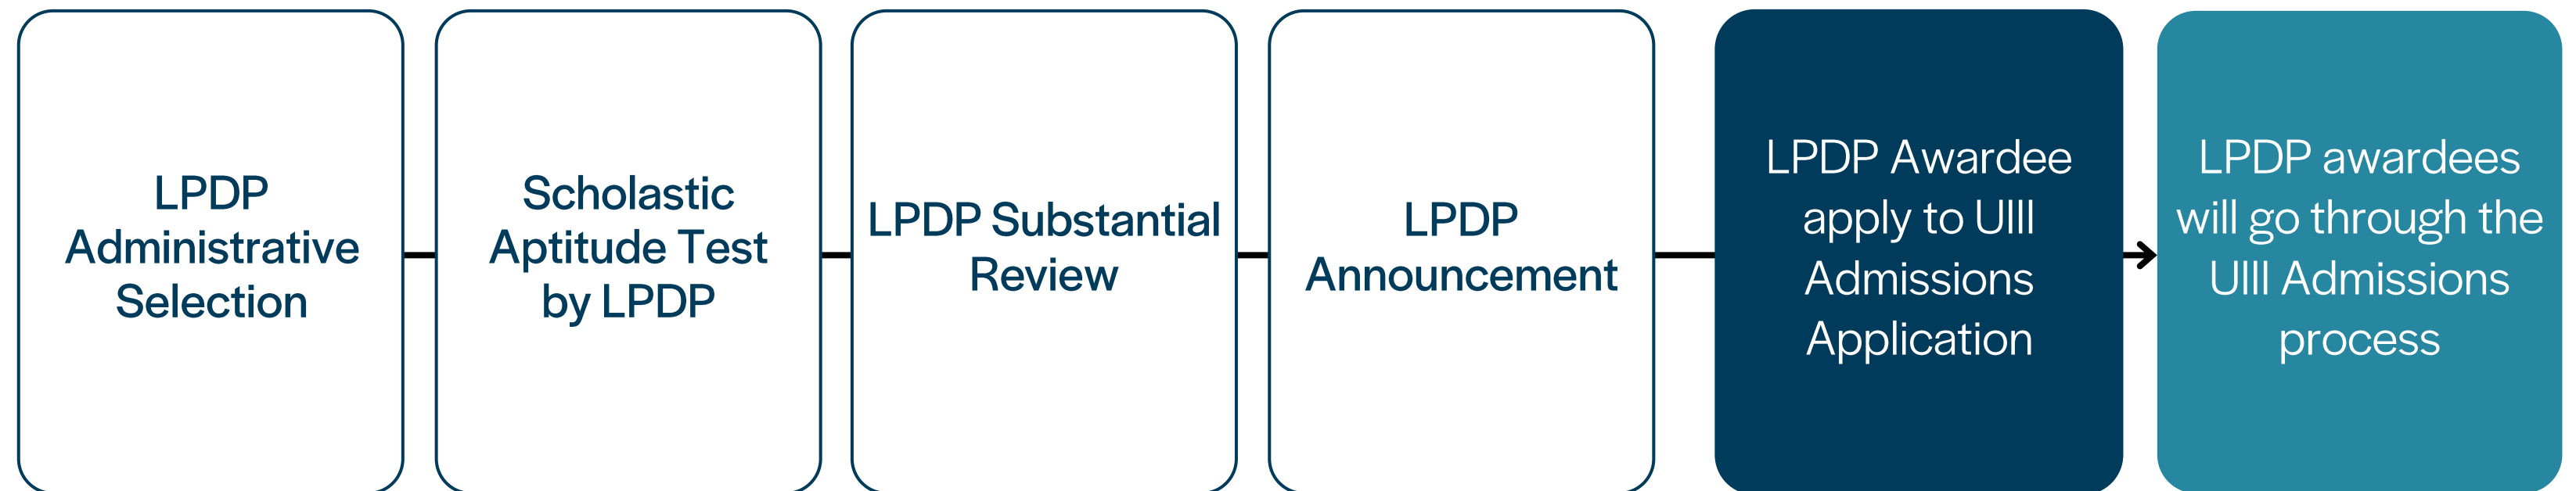 LPDP
Administrative
Selection
Scholastic
Aptitude Test
by LPDP
LPDP Substantial
Review
LPDP
Announcement
LPDP Awardee
apply to UIII
Admissions
Application
LPDP awardees
will go through the
UIII Admissions
process